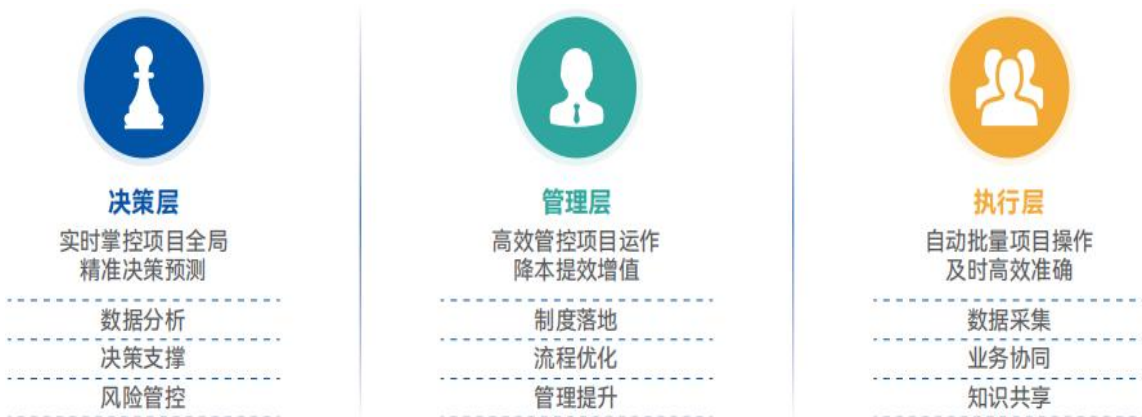 决策层
实时掌控项目全局
精准决策预测
数据分析
决策支撑
风险管控
管理层
高效管控项目运作
降本提效增值
制度落地
流程优化
管理提升
执行层
自动批量项目操作
及时高效准确
数据采集
业务协同
知识共享